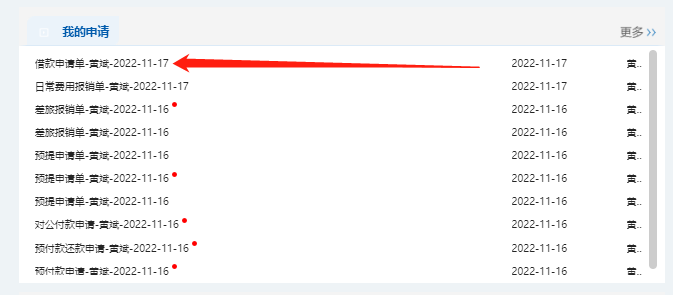 我的申请 更多 >>
借款申请单-黄斌-2022-11-17 2022-11-17 黄..
日常费用报销单-黄斌-2022-11-17 2022-11-17 黄..
差旅报销单-黄斌-2022-11-16 2022-11-16 黄..
差旅报销单-黄斌-2022-11-16 2022-11-16 黄..
预提申请单-黄斌-2022-11-16 2022-11-16 黄..
预提申请单-黄斌-2022-11-16 2022-11-16 黄..
预提申请单-黄斌-2022-11-16 2022-11-16 黄..
对公付款申请-黄斌-2022-11-16 2022-11-16 黄..
预付款还款申请-黄斌-2022-11-16 2022-11-16 黄..
预付款申请-黄斌-2022-11-16 2022-11-16 黄..